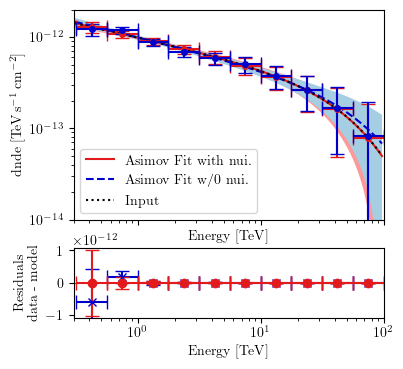 10⁻¹²
10⁻¹³
10⁻¹⁴
dnde [TeV s⁻¹ cm⁻²]
Asimov Fit with nui.
Asimov Fit w/0 nui.
Input
Energy [TeV]
×10⁻¹²
1
0
−1
Residuals
data - model
10⁰
10¹
10²
Energy [TeV]